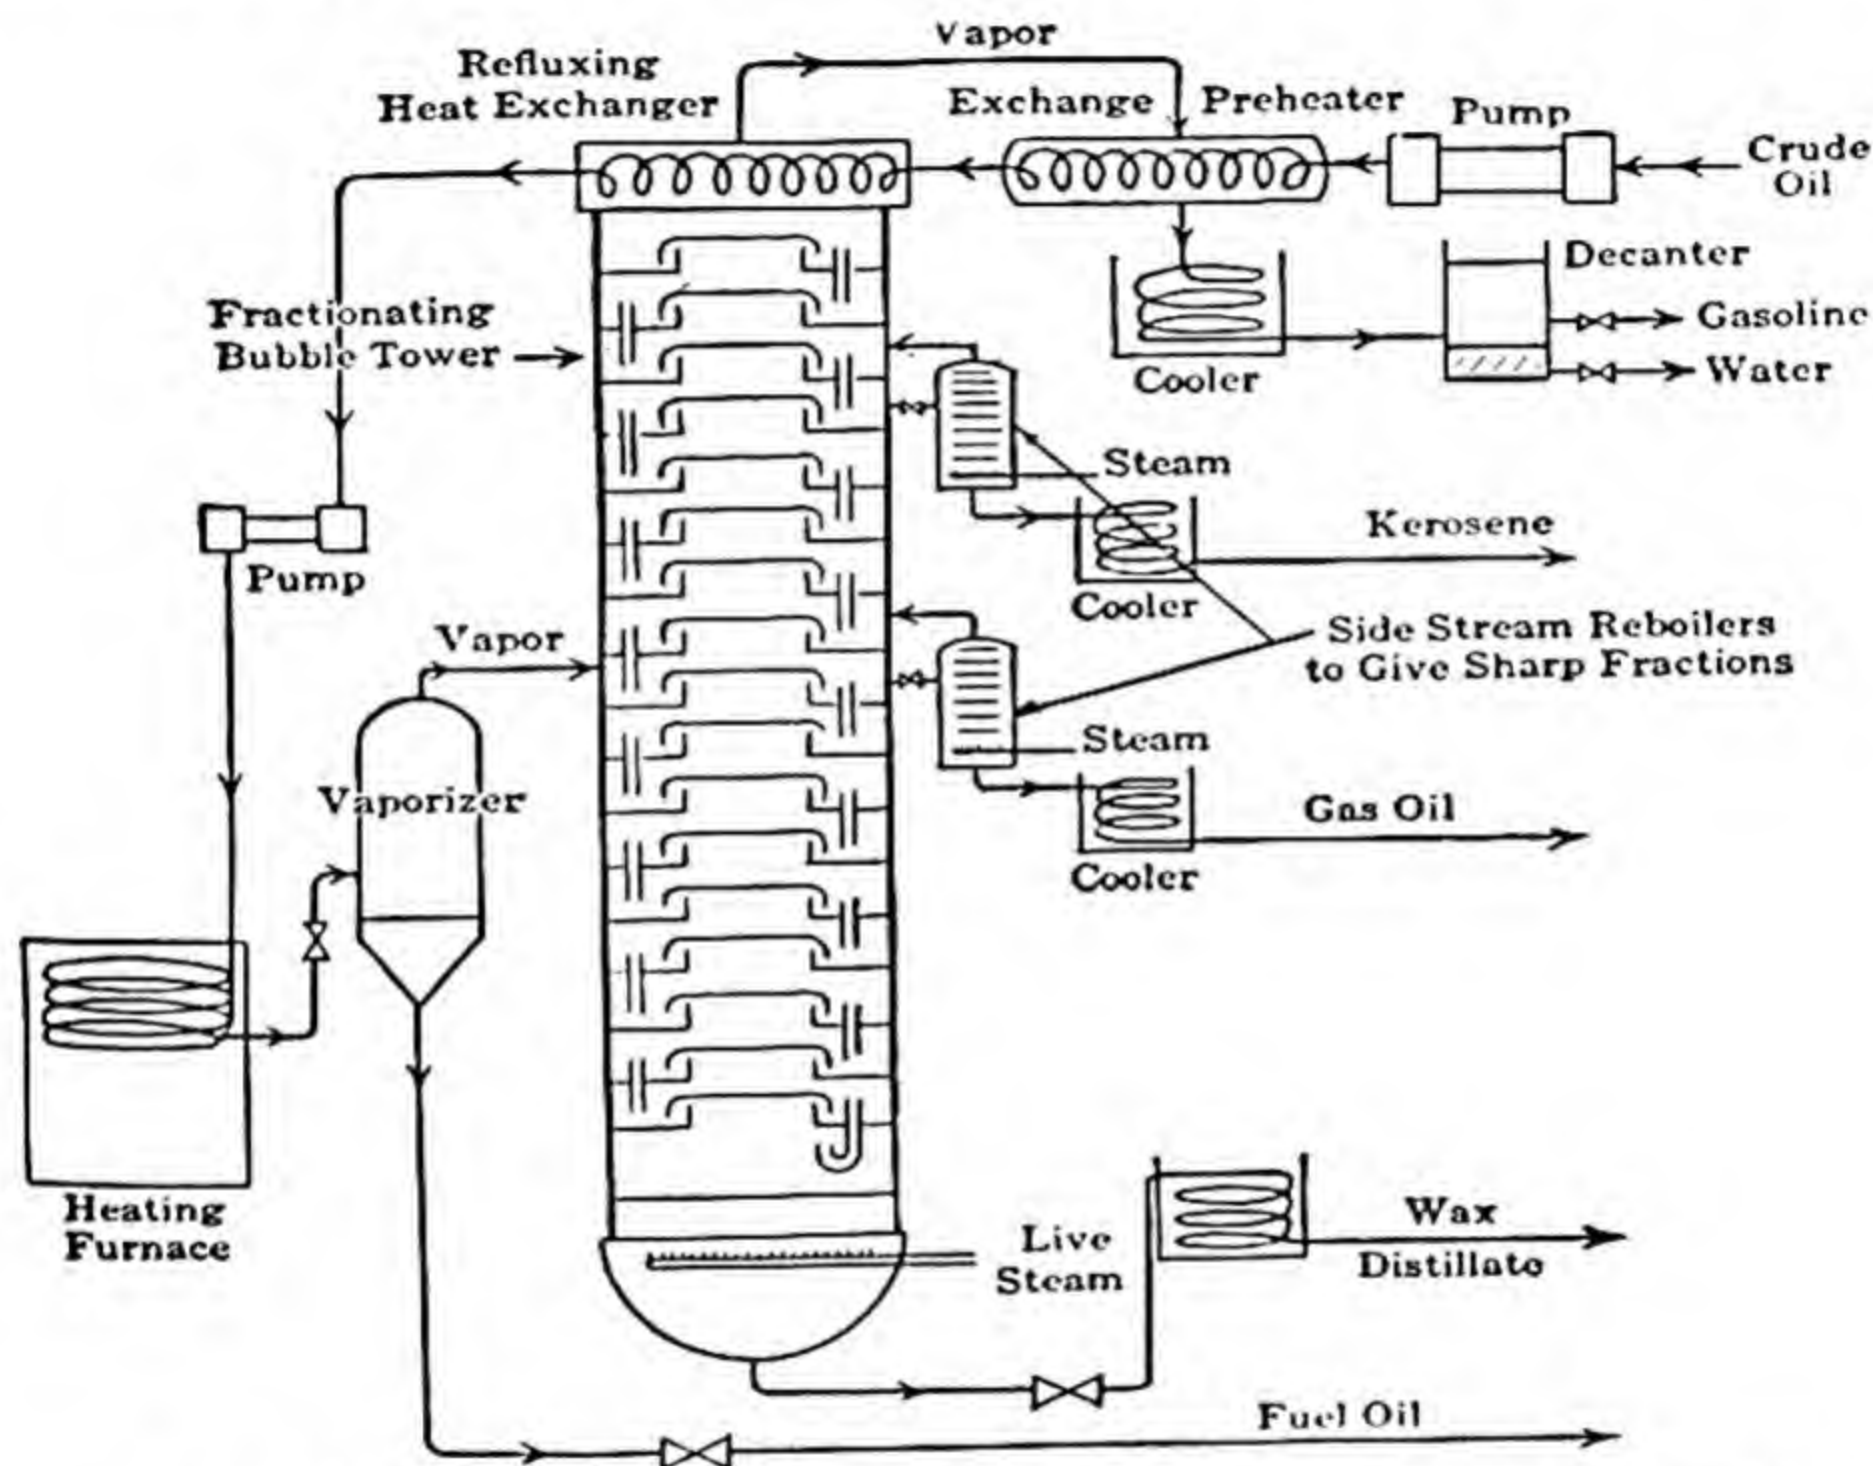 Vapor
Refluxing
Heat Exchanger
Exchange Preheater
Pump
Crude
Oil
Decanter
Gasoline
Water
Cooler
Fractionating
Bubble Tower
Steam
Kerosene
Cooler
Pump
Vapor
Side Stream Reboilers
to Give Sharp Fractions
Steam
Vaporizer
Gas Oil
Cooler
Heating
Furnace
Live
Steam
Wax
Distillate
Fuel Oil